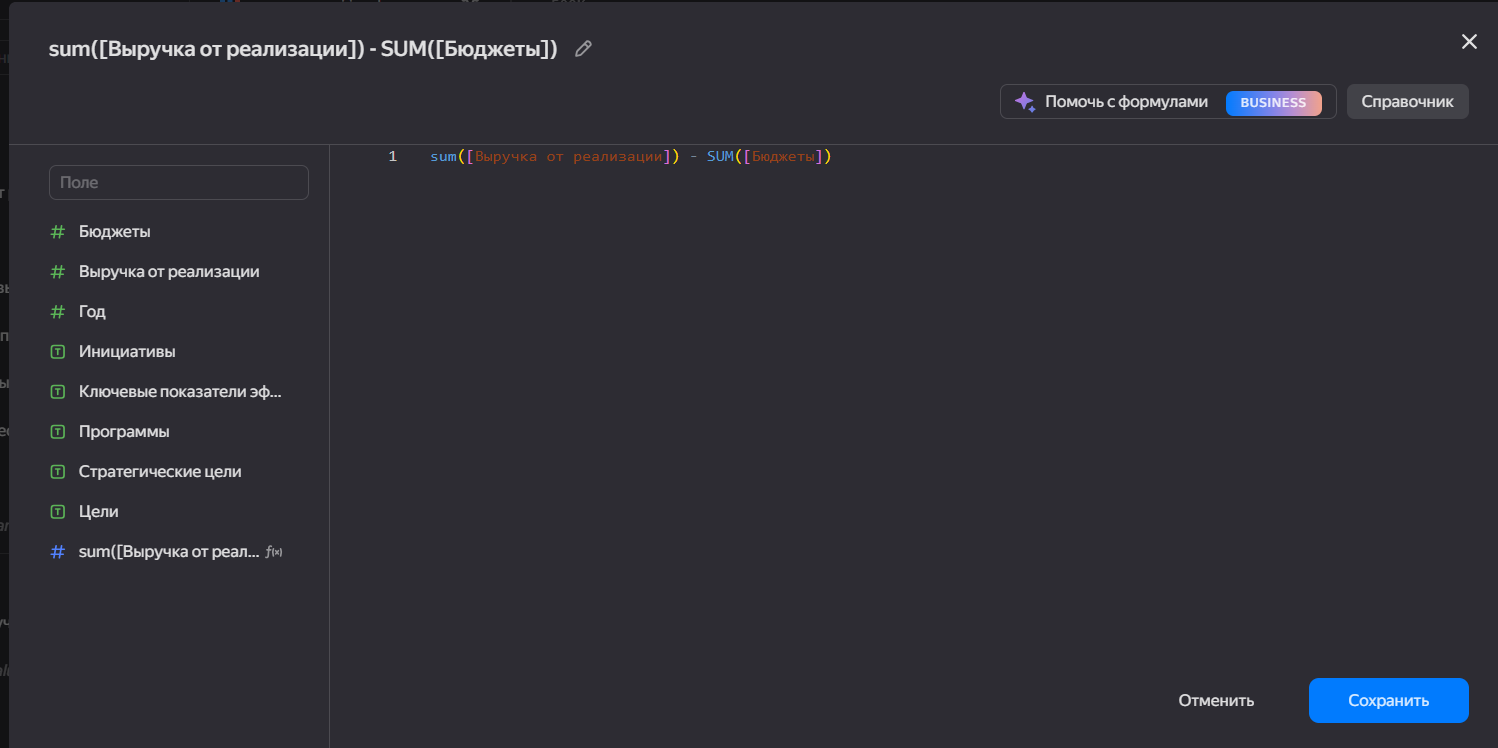 sum([Выручка от реализации]) - SUM([Бюджеты])
Помочь с формулами BUSINESS Справочник
1 sum([Выручка от реализации]) - SUM([Бюджеты])
Поле
# Бюджеты
# Выручка от реализации
# Год
T Инициативы
T Ключевые показатели эф...
T Программы
T Стратегические цели
T Цели
# sum([Выручка от реал... f(x)
Отменить Сохранить